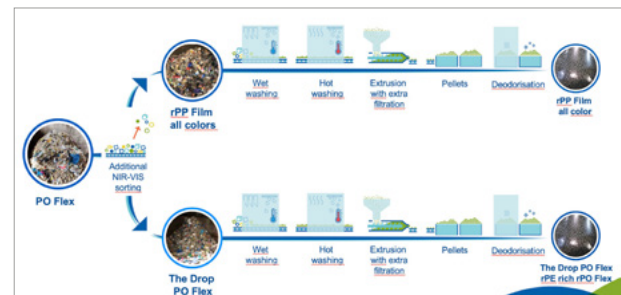 rPP Film
all colors
Wet
washing
Hot
washing
Extrusion
with extra
filtration
Pellets
Deodorisation
rPP Film
all color
PO Flex
Additional
NIR-VIS
sorting
The Drop
PO Flex
Wet
washing
Hot
washing
Extrusion
with extra
filtration
Pellets
Deodorisation
The Drop PO Flex
rPE rich rPO Flex